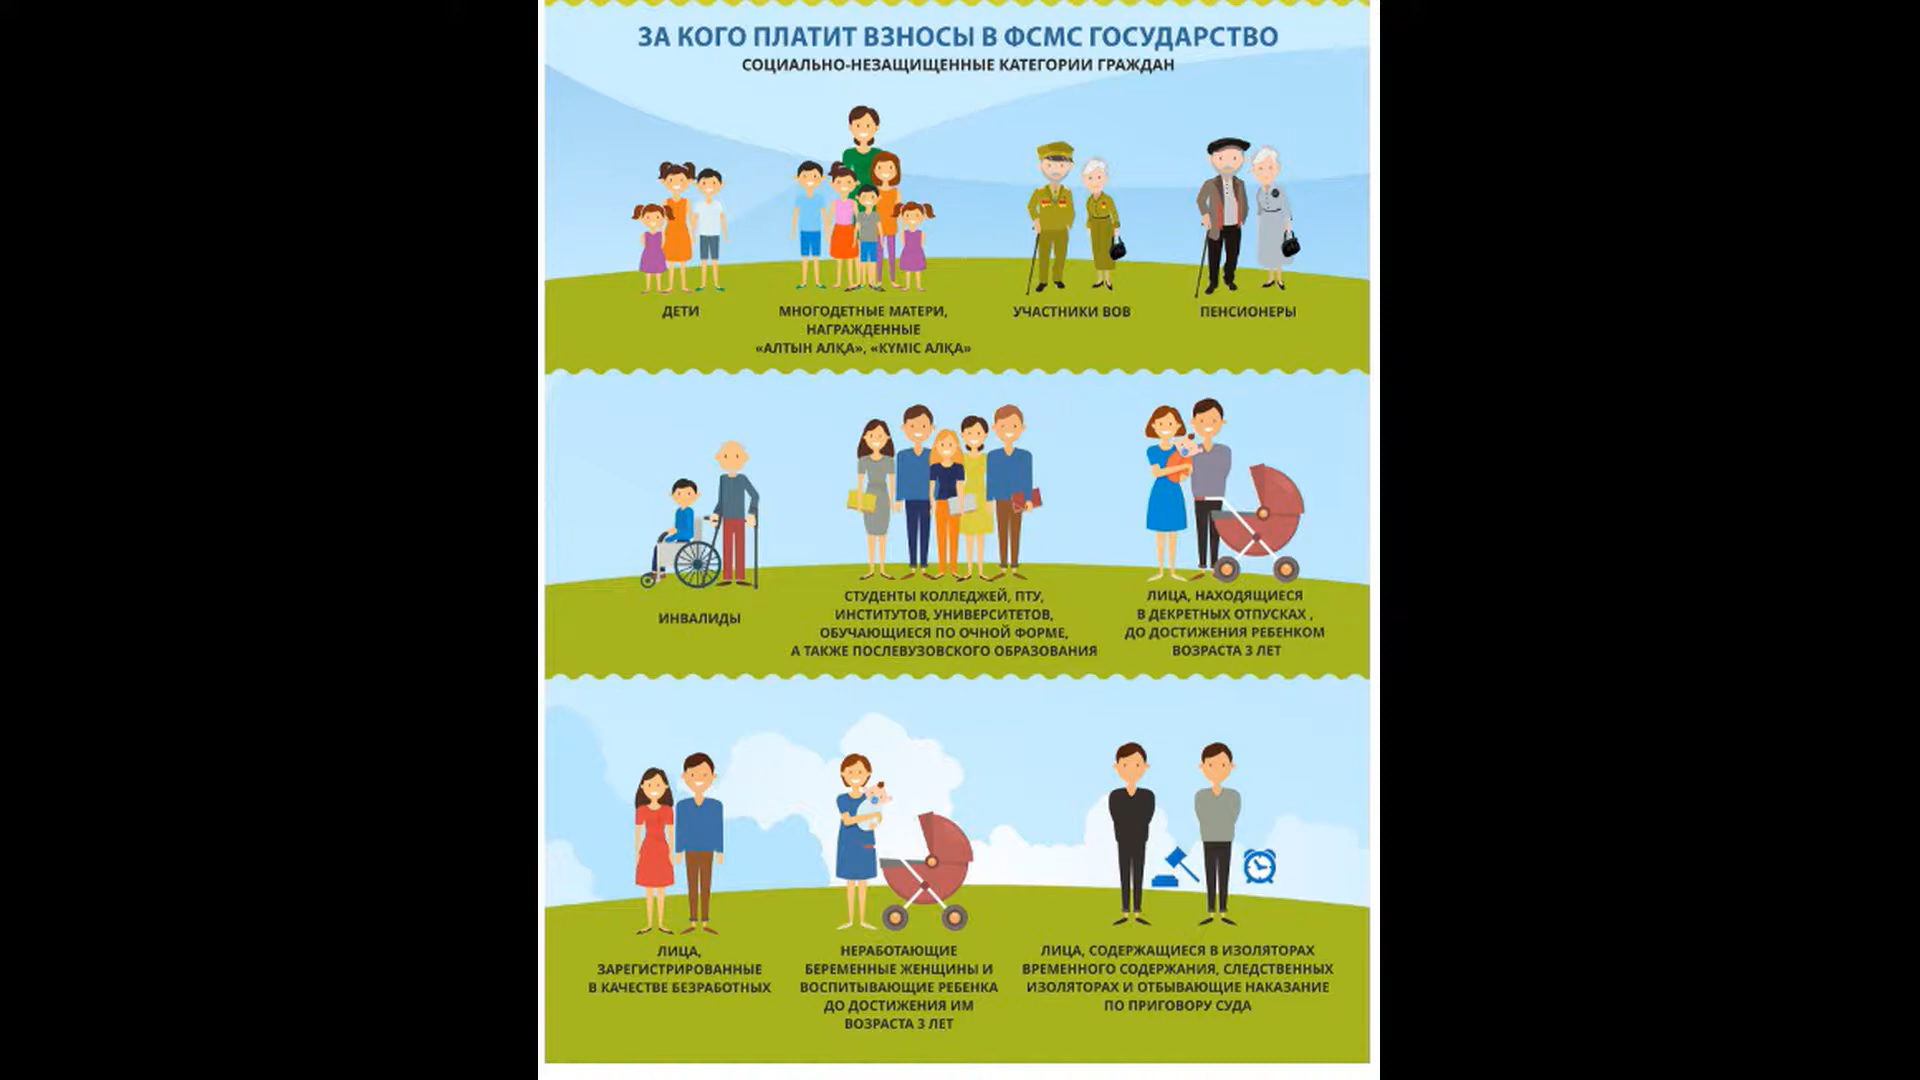 ЗА КОГО ПЛАТИТ ВЗНОСЫ В ФСМС ГОСУДАРСТВО
СОЦИАЛЬНО-НЕЗАЩИЩЕННЫЕ КАТЕГОРИИ ГРАЖДАН
ДЕТИ
МНОГОДЕТНЫЕ МАТЕРИ,
НАГРАЖДЕННЫЕ
«АЛТЫН АЛҚА», «КҮМІС АЛҚА»
УЧАСТНИКИ ВОВ
ПЕНСИОНЕРЫ
ИНВАЛИДЫ
СТУДЕНТЫ КОЛЛЕДЖЕЙ, ПТУ,
ИНСТИТУТОВ, УНИВЕРСИТЕТОВ,
ОБУЧАЮЩИЕСЯ ПО ОЧНОЙ ФОРМЕ,
А ТАКЖЕ ПОСЛЕВУЗОВСКОГО ОБРАЗОВАНИЯ
ЛИЦА, НАХОДЯЩИЕСЯ
В ДЕКРЕТНЫХ ОТПУСКАХ ,
ДО ДОСТИЖЕНИЯ РЕБЕНКОМ
ВОЗРАСТА 3 ЛЕТ
ЛИЦА,
ЗАРЕГИСТРИРОВАННЫЕ
В КАЧЕСТВЕ БЕЗРАБОТНЫХ
НЕРАБОТАЮЩИЕ
БЕРЕМЕННЫЕ ЖЕНЩИНЫ И
ВОСПИТЫВАЮЩИЕ РЕБЕНКА
ДО ДОСТИЖЕНИЯ ИМ
ВОЗРАСТА 3 ЛЕТ
ЛИЦА, СОДЕРЖАЩИЕСЯ В ИЗОЛЯТОРАХ
ВРЕМЕННОГО СОДЕРЖАНИЯ, СЛЕДСТВЕННЫХ
ИЗОЛЯТОРАХ И ОТБЫВАЮЩИЕ НАКАЗАНИЕ
ПО ПРИГОВОРУ СУДА